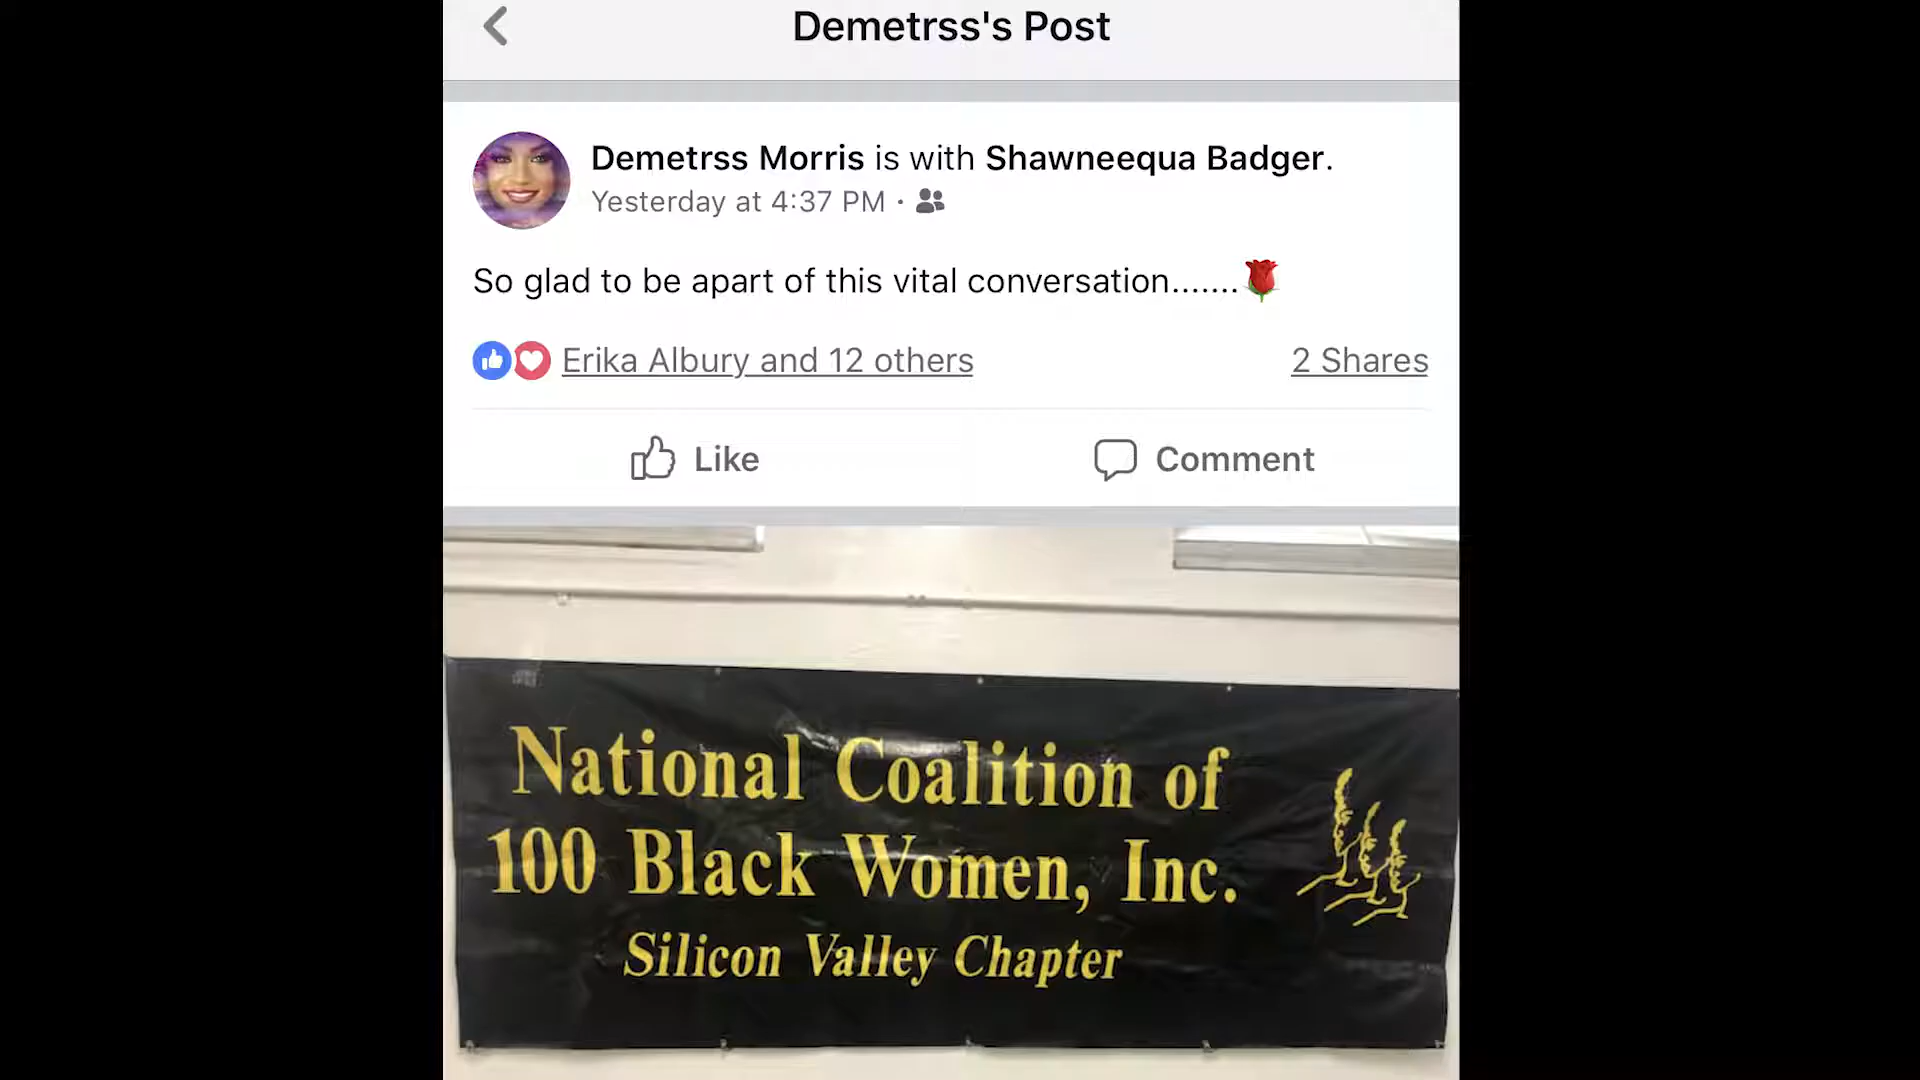 Demetrss's Post
Demetrss Morris is with Shawneequa Badger.
Yesterday at 4:37 PM ·
So glad to be apart of this vital conversation.......🌹
Erika Albury and 12 others
2 Shares
Like
Comment
National Coalition of
100 Black Women, Inc.
Silicon Valley Chapter